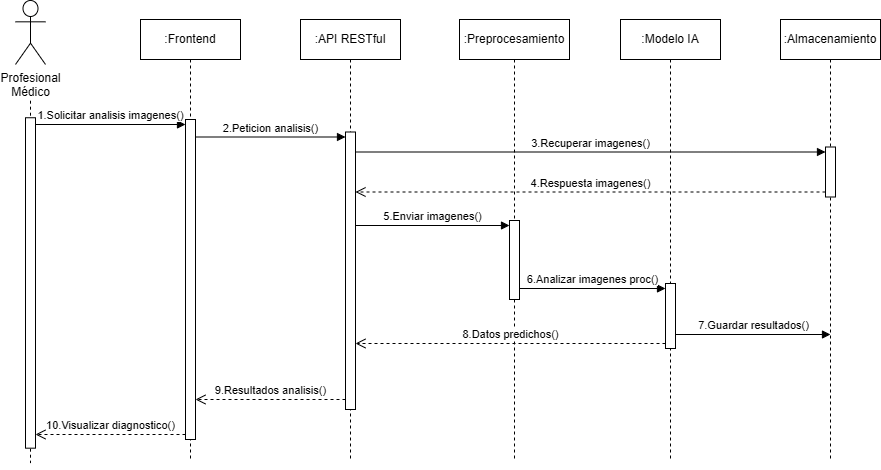 :Frontend
:API RESTful
:Preprocesamiento
:Modelo IA
:Almacenamiento
Profesional
Médico
1.Solicitar analisis imagenes()
2.Peticion analisis()
3.Recuperar imagenes()
4.Respuesta imagenes()
5.Enviar imagenes()
6.Analizar imagenes proc()
7.Guardar resultados()
8.Datos predichos()
9.Resultados analisis()
10.Visualizar diagnostico()